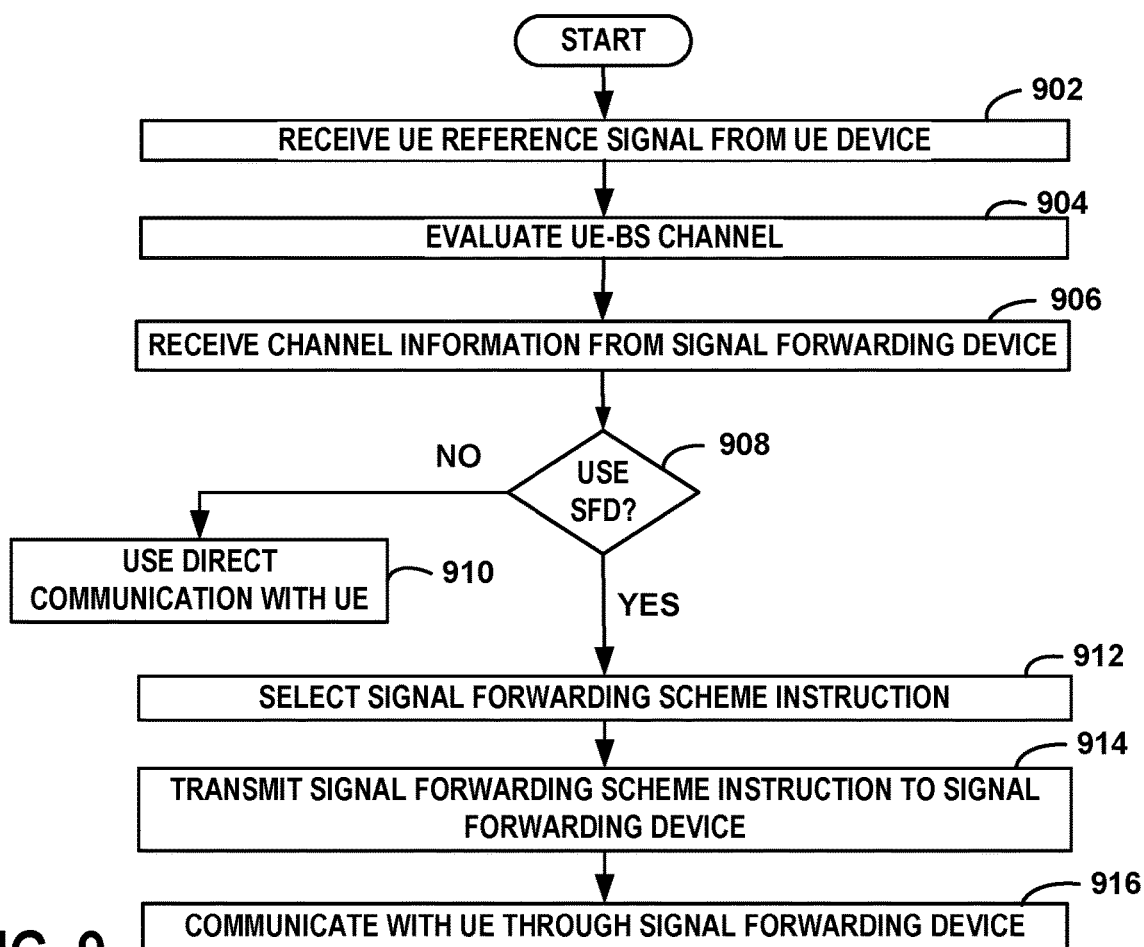 START
902
RECEIVE UE REFERENCE SIGNAL FROM UE DEVICE
904
EVALUATE UE-BS CHANNEL
906
RECEIVE CHANNEL INFORMATION FROM SIGNAL FORWARDING DEVICE
908
NO
USE
SFD?
USE DIRECT
COMMUNICATION WITH UE
910
YES
912
SELECT SIGNAL FORWARDING SCHEME INSTRUCTION
914
TRANSMIT SIGNAL FORWARDING SCHEME INSTRUCTION TO SIGNAL
FORWARDING DEVICE
916
COMMUNICATE WITH UE THROUGH SIGNAL FORWARDING DEVICE